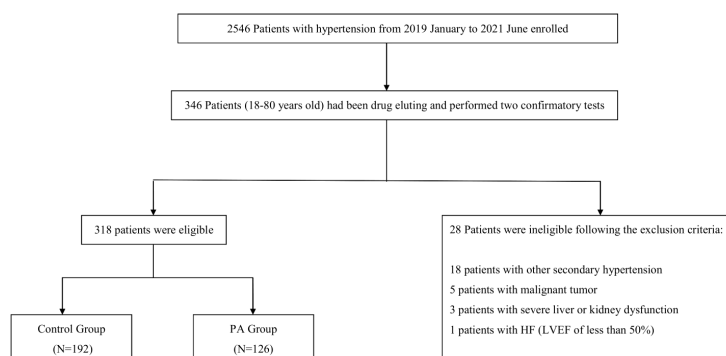 2546 Patients with hypertension from 2019 January to 2021 June enrolled
346 Patients (18-80 years old) had been drug eluting and performed two confirmatory tests
318 patients were eligible
28 Patients were ineligible following the exclusion criteria:
18 patients with other secondary hypertension
5 patients with malignant tumor
3 patients with severe liver or kidney dysfunction
1 patients with HF (LVEF of less than 50%)
Control Group
(N=192)
PA Group
(N=126)